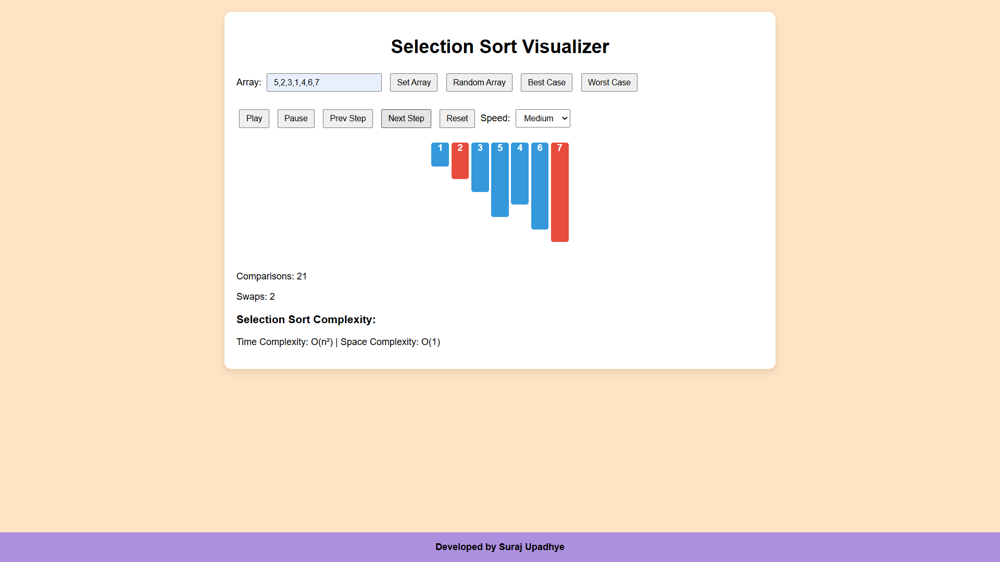 Selection Sort Visualizer
Array: 5,2,3,1,4,6,7 Set Array Random Array Best Case Worst Case
Play Pause Prev Step Next Step Reset Speed: Medium
1 2 3 5 4 6 7
Comparisons: 21
Swaps: 2
Selection Sort Complexity:
Time Complexity: O(n²) | Space Complexity: O(1)
Developed by Suraj Upadhye